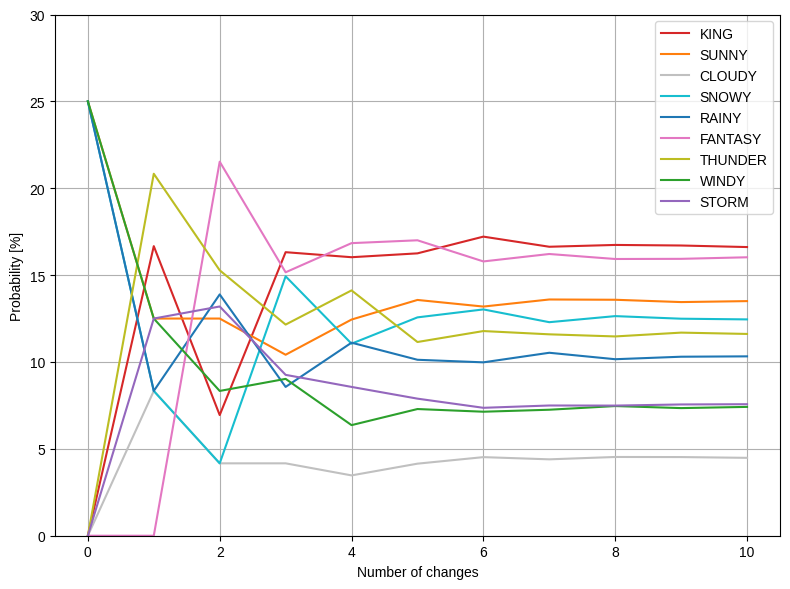 30
25
20
15
10
5
0
Probability [%]
0 2 4 6 8 10
Number of changes
KING
SUNNY
CLOUDY
SNOWY
RAINY
FANTASY
THUNDER
WINDY
STORM